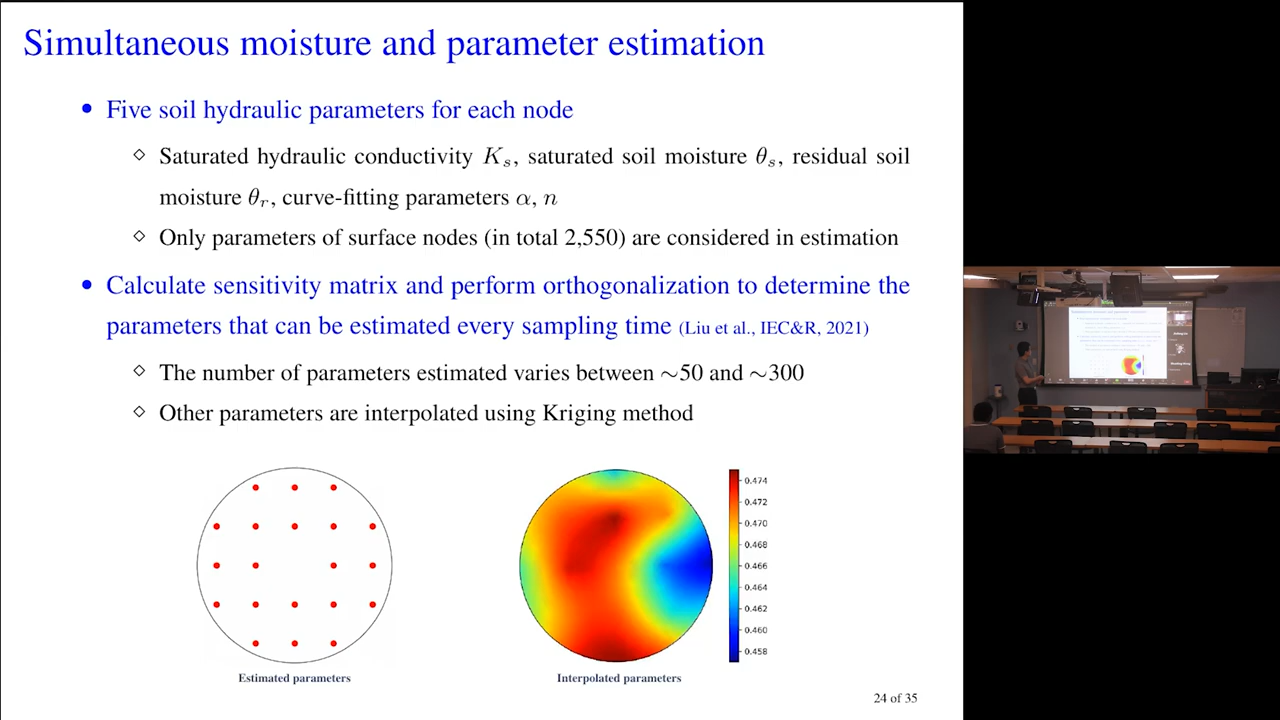 Simultaneous moisture and parameter estimation
• Five soil hydraulic parameters for each node
⋄ Saturated hydraulic conductivity Kₛ, saturated soil moisture θₛ, residual soil
moisture θᵣ, curve-fitting parameters α, n
⋄ Only parameters of surface nodes (in total 2,550) are considered in estimation
• Calculate sensitivity matrix and perform orthogonalization to determine the
parameters that can be estimated every sampling time (Liu et al., IEC&R, 2021)
⋄ The number of parameters estimated varies between ∼50 and ∼300
⋄ Other parameters are interpolated using Kriging method
0.474
0.472
0.470
0.468
0.466
0.464
0.462
0.460
0.458
Estimated parameters
Interpolated parameters
24 of 35